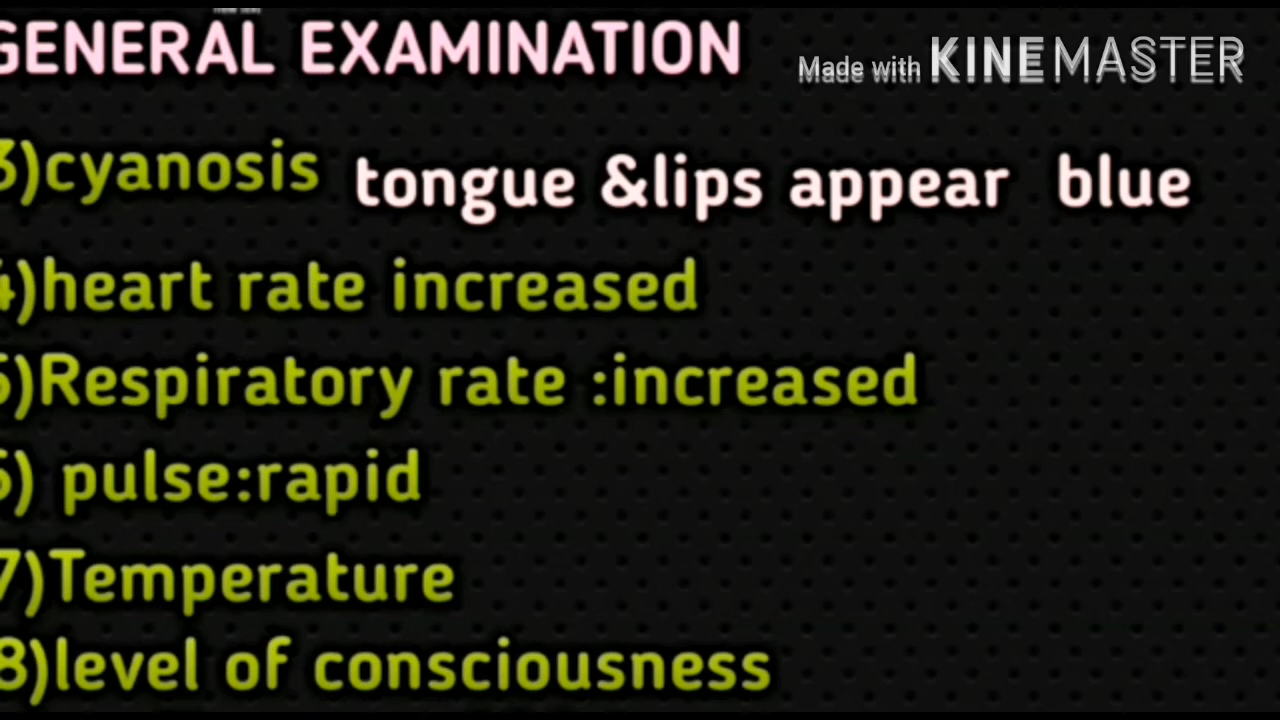 GENERAL EXAMINATION
Made with KINEMASTER
3)cyanosis tongue &lips appear blue
4)heart rate increased
5)Respiratory rate :increased
6) pulse:rapid
7)Temperature
8)level of consciousness